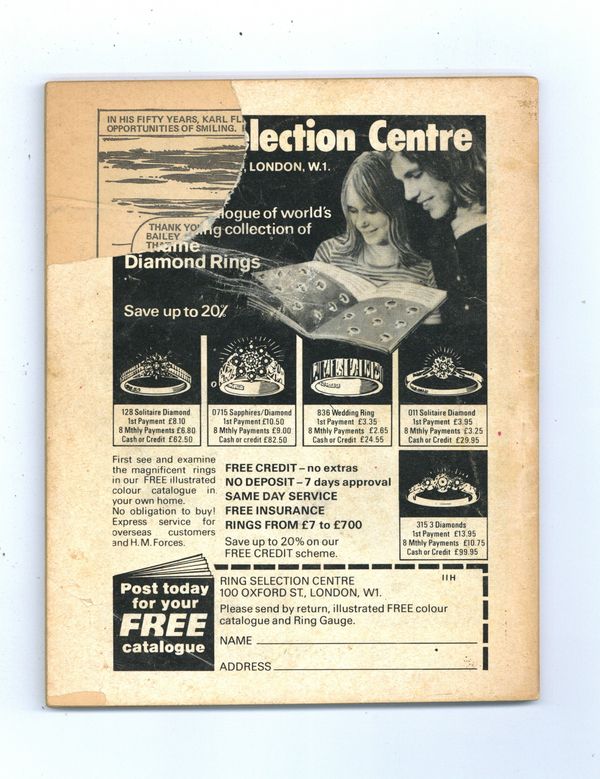 IN HIS FIFTY YEARS, KARL FL
OPPORTUNITIES OF SMILING.
election Centre
LONDON, W.1.
logue of world's
THANK YO
ng collection of
BAILEY
Diamond Rings
Save up to 20%
128 Solitaire Diamond
1st Payment £8.10
8 Mthly Payments £6.80
Cash or Credit £62.50
0715 Sapphires/Diamond
1st Payment £10.50
8 Mthly Payments £9.00
Cash or credit £82.50
836 Wedding Ring
1st Payment £3.35
8 Mthly Payments £2.65
Cash or Credit £24.55
011 Solitaire Diamond
1st Payment £3.95
8 Mthly Payments £3.25
Cash or Credit £29.95
First see and examine
the magnificent rings
in our FREE illustrated
colour catalogue in
your own home.
No obligation to buy!
Express service for
overseas customers
and H.M. Forces.
FREE CREDIT – no extras
NO DEPOSIT – 7 days approval
SAME DAY SERVICE
FREE INSURANCE
RINGS FROM £7 to £700
Save up to 20% on our
FREE CREDIT scheme.
315 3 Diamonds
1st Payment £13.95
8 Mthly Payments £10.75
Cash or Credit £99.95
Post today
for your
FREE
catalogue
RING SELECTION CENTRE
11H
100 OXFORD ST., LONDON, W1.
Please send by return, illustrated FREE colour
catalogue and Ring Gauge.
NAME
ADDRESS